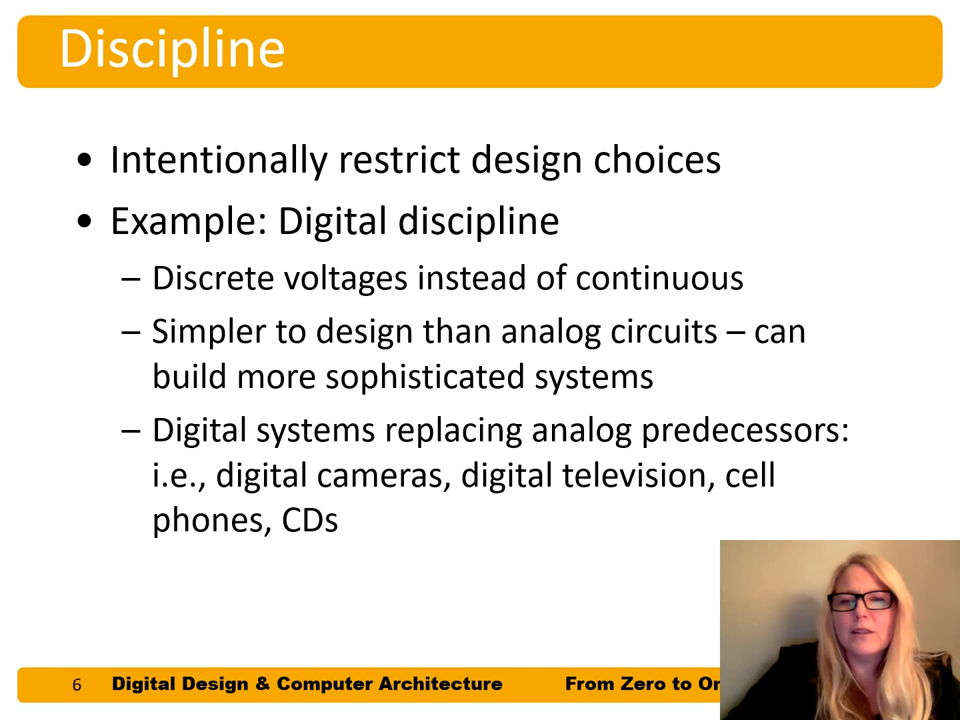 Discipline
• Intentionally restrict design choices
• Example: Digital discipline
– Discrete voltages instead of continuous
– Simpler to design than analog circuits – can
build more sophisticated systems
– Digital systems replacing analog predecessors:
i.e., digital cameras, digital television, cell
phones, CDs
6 Digital Design & Computer Architecture From Zero to